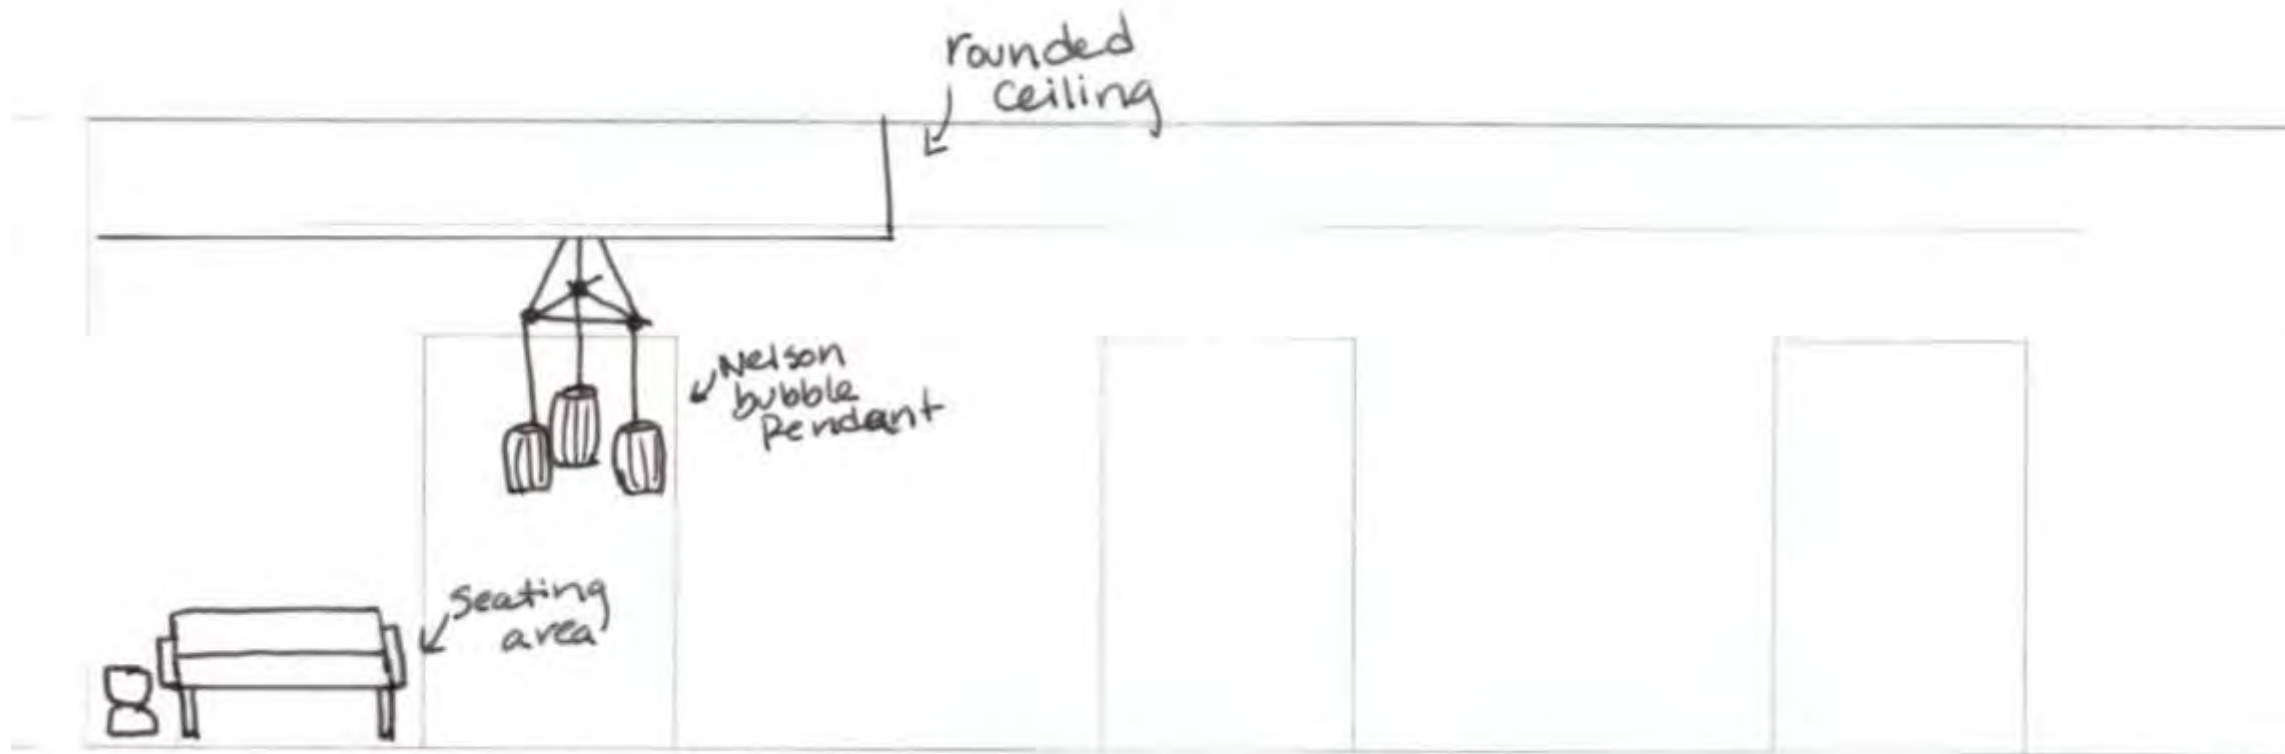 rounded
ceiling
Nelson
bubble
Pendant
Seating
area